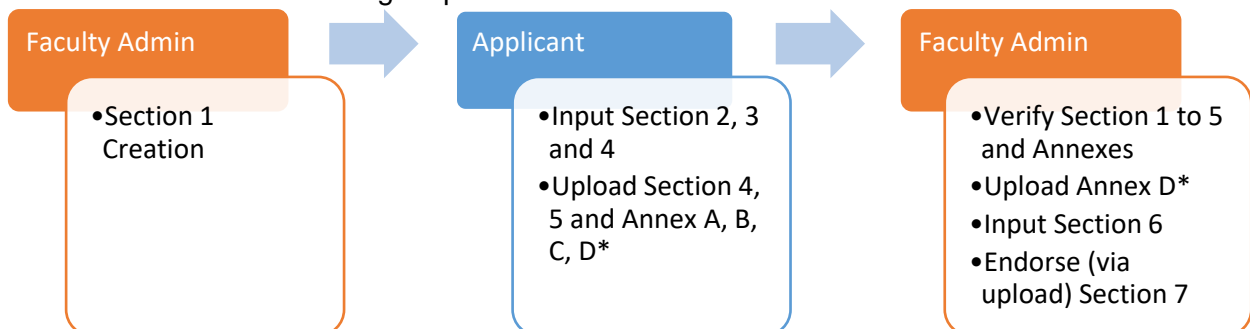 Faculty Admin
•Section 1
Creation
Applicant
•Input Section 2, 3
and 4
•Upload Section 4,
5 and Annex A, B,
C, D*
Faculty Admin
•Verify Section 1 to 5
and Annexes
•Upload Annex D*
•Input Section 6
•Endorse (via
upload) Section 7